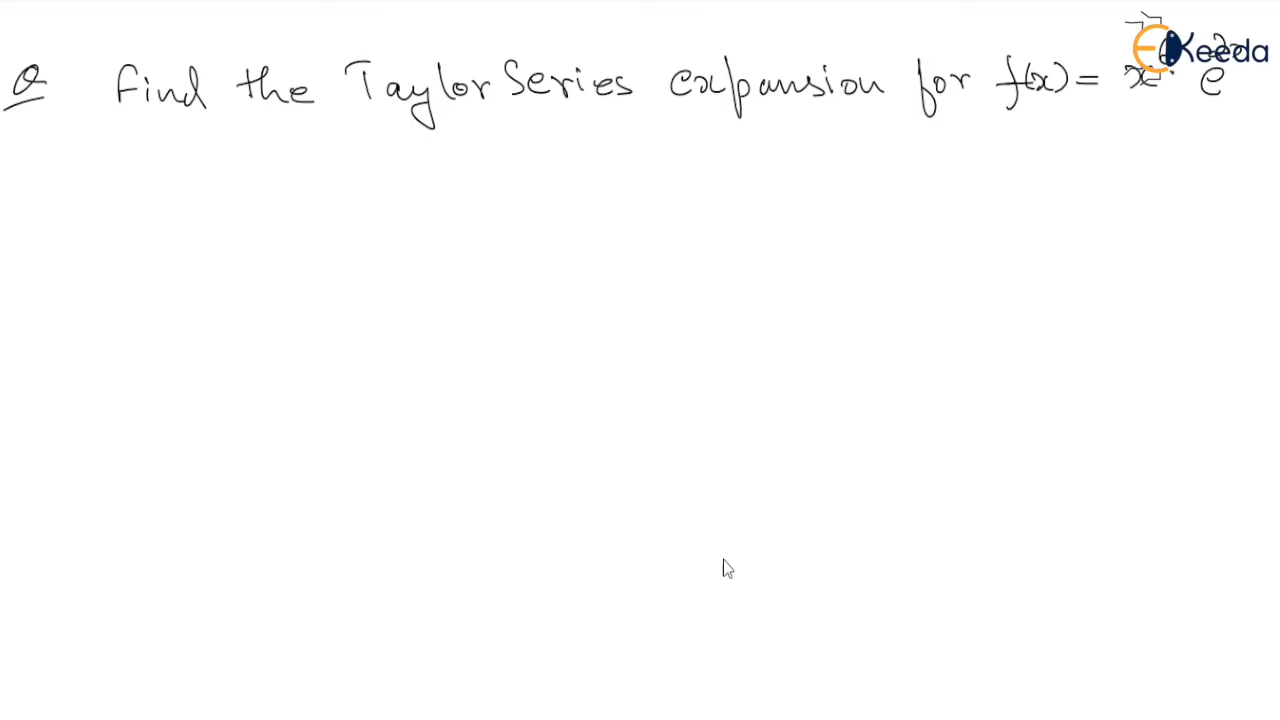 Q Find the Taylor Series expansion for f(x) = x · e
EKeeda